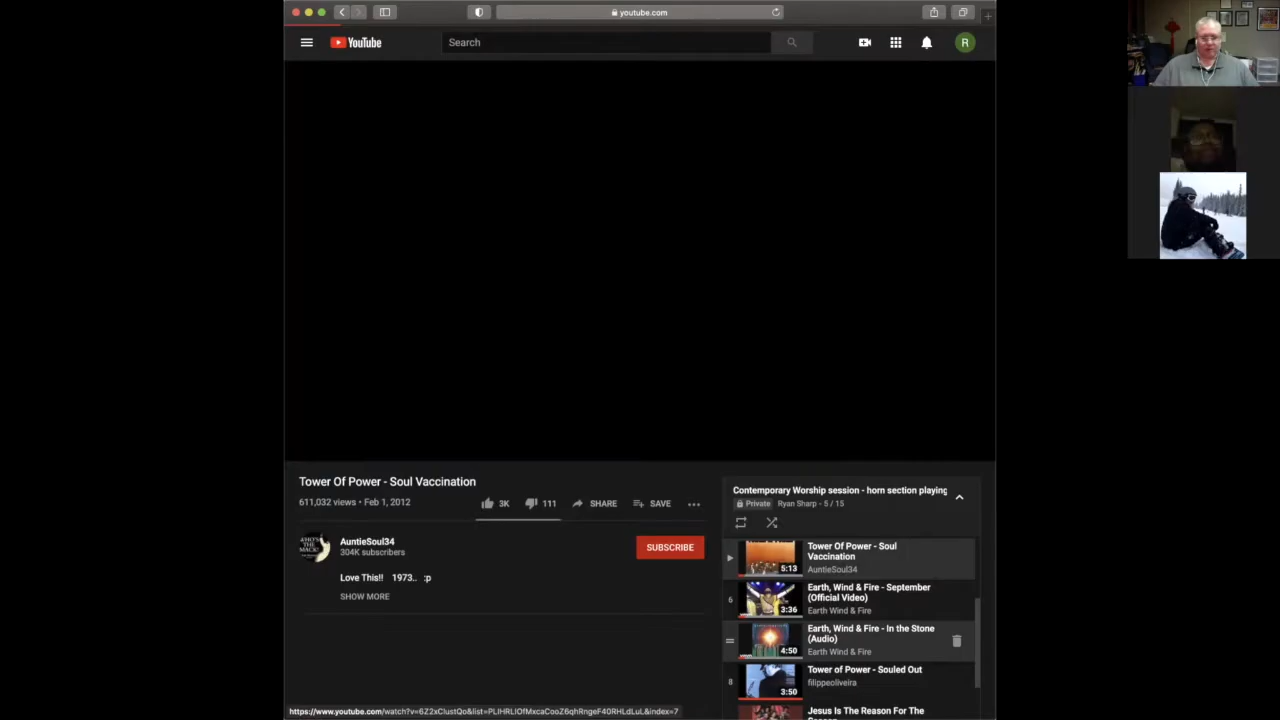 youtube.com
YouTube
Search
R
Tower Of Power - Soul Vaccination
611,032 views • Feb 1, 2012
3K
111
SHARE
SAVE
AuntieSoul34
304K subscribers
SUBSCRIBE
Love This!! 1973.. :p
SHOW MORE
Contemporary Worship session - horn section playing
Private
Ryan Sharp - 5 / 15
5:13
Tower Of Power - Soul
Vaccination
AuntieSoul34
6
3:36
Earth, Wind & Fire - September
(Official Video)
Earth Wind & Fire
4:50
Earth, Wind & Fire - In the Stone
(Audio)
Earth Wind & Fire
8
3:50
Tower of Power - Souled Out
filippeoliveira
Jesus Is The Reason For The